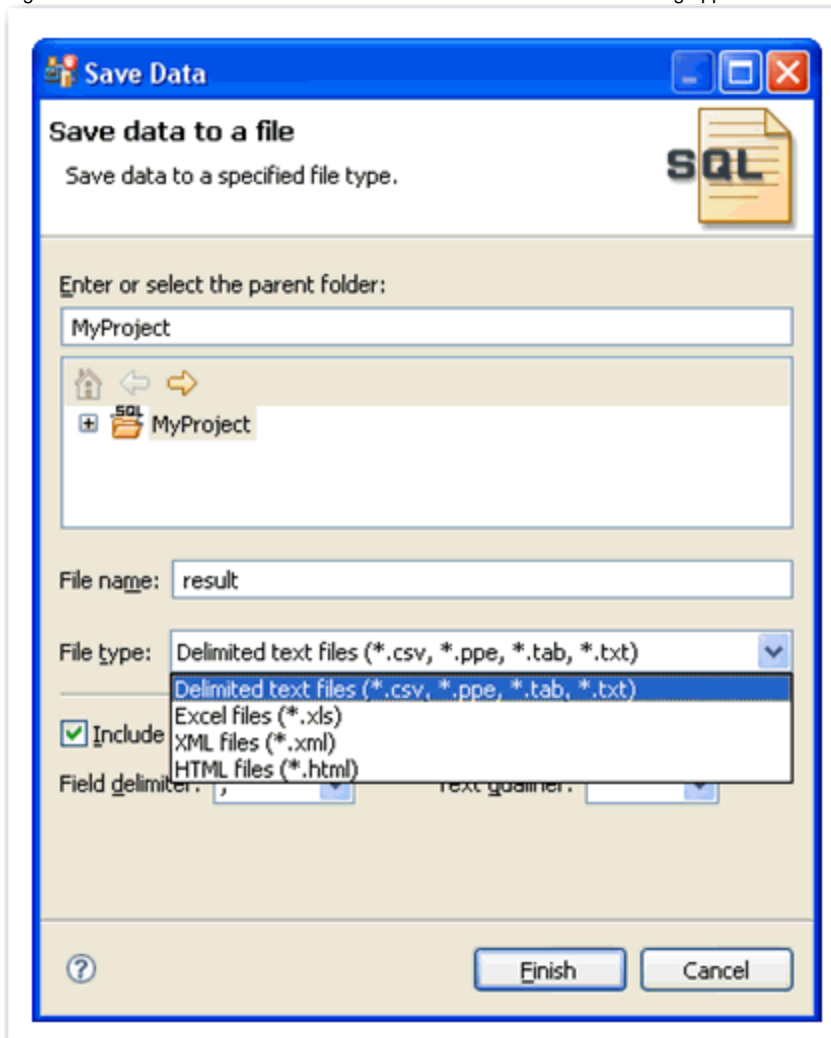 Save Data
Save data to a file
Save data to a specified file type.
SQL
Enter or select the parent folder:
MyProject
SQL
MyProject
File name: result
File type: Delimited text files (*.csv, *.ppe, *.tab, *.txt)
Delimited text files (*.csv, *.ppe, *.tab, *.txt)
Excel files (*.xls)
Include
XML files (*.xml)
HTML files (*.html)
Field delimiter: , Text qualifier:
Finish Cancel